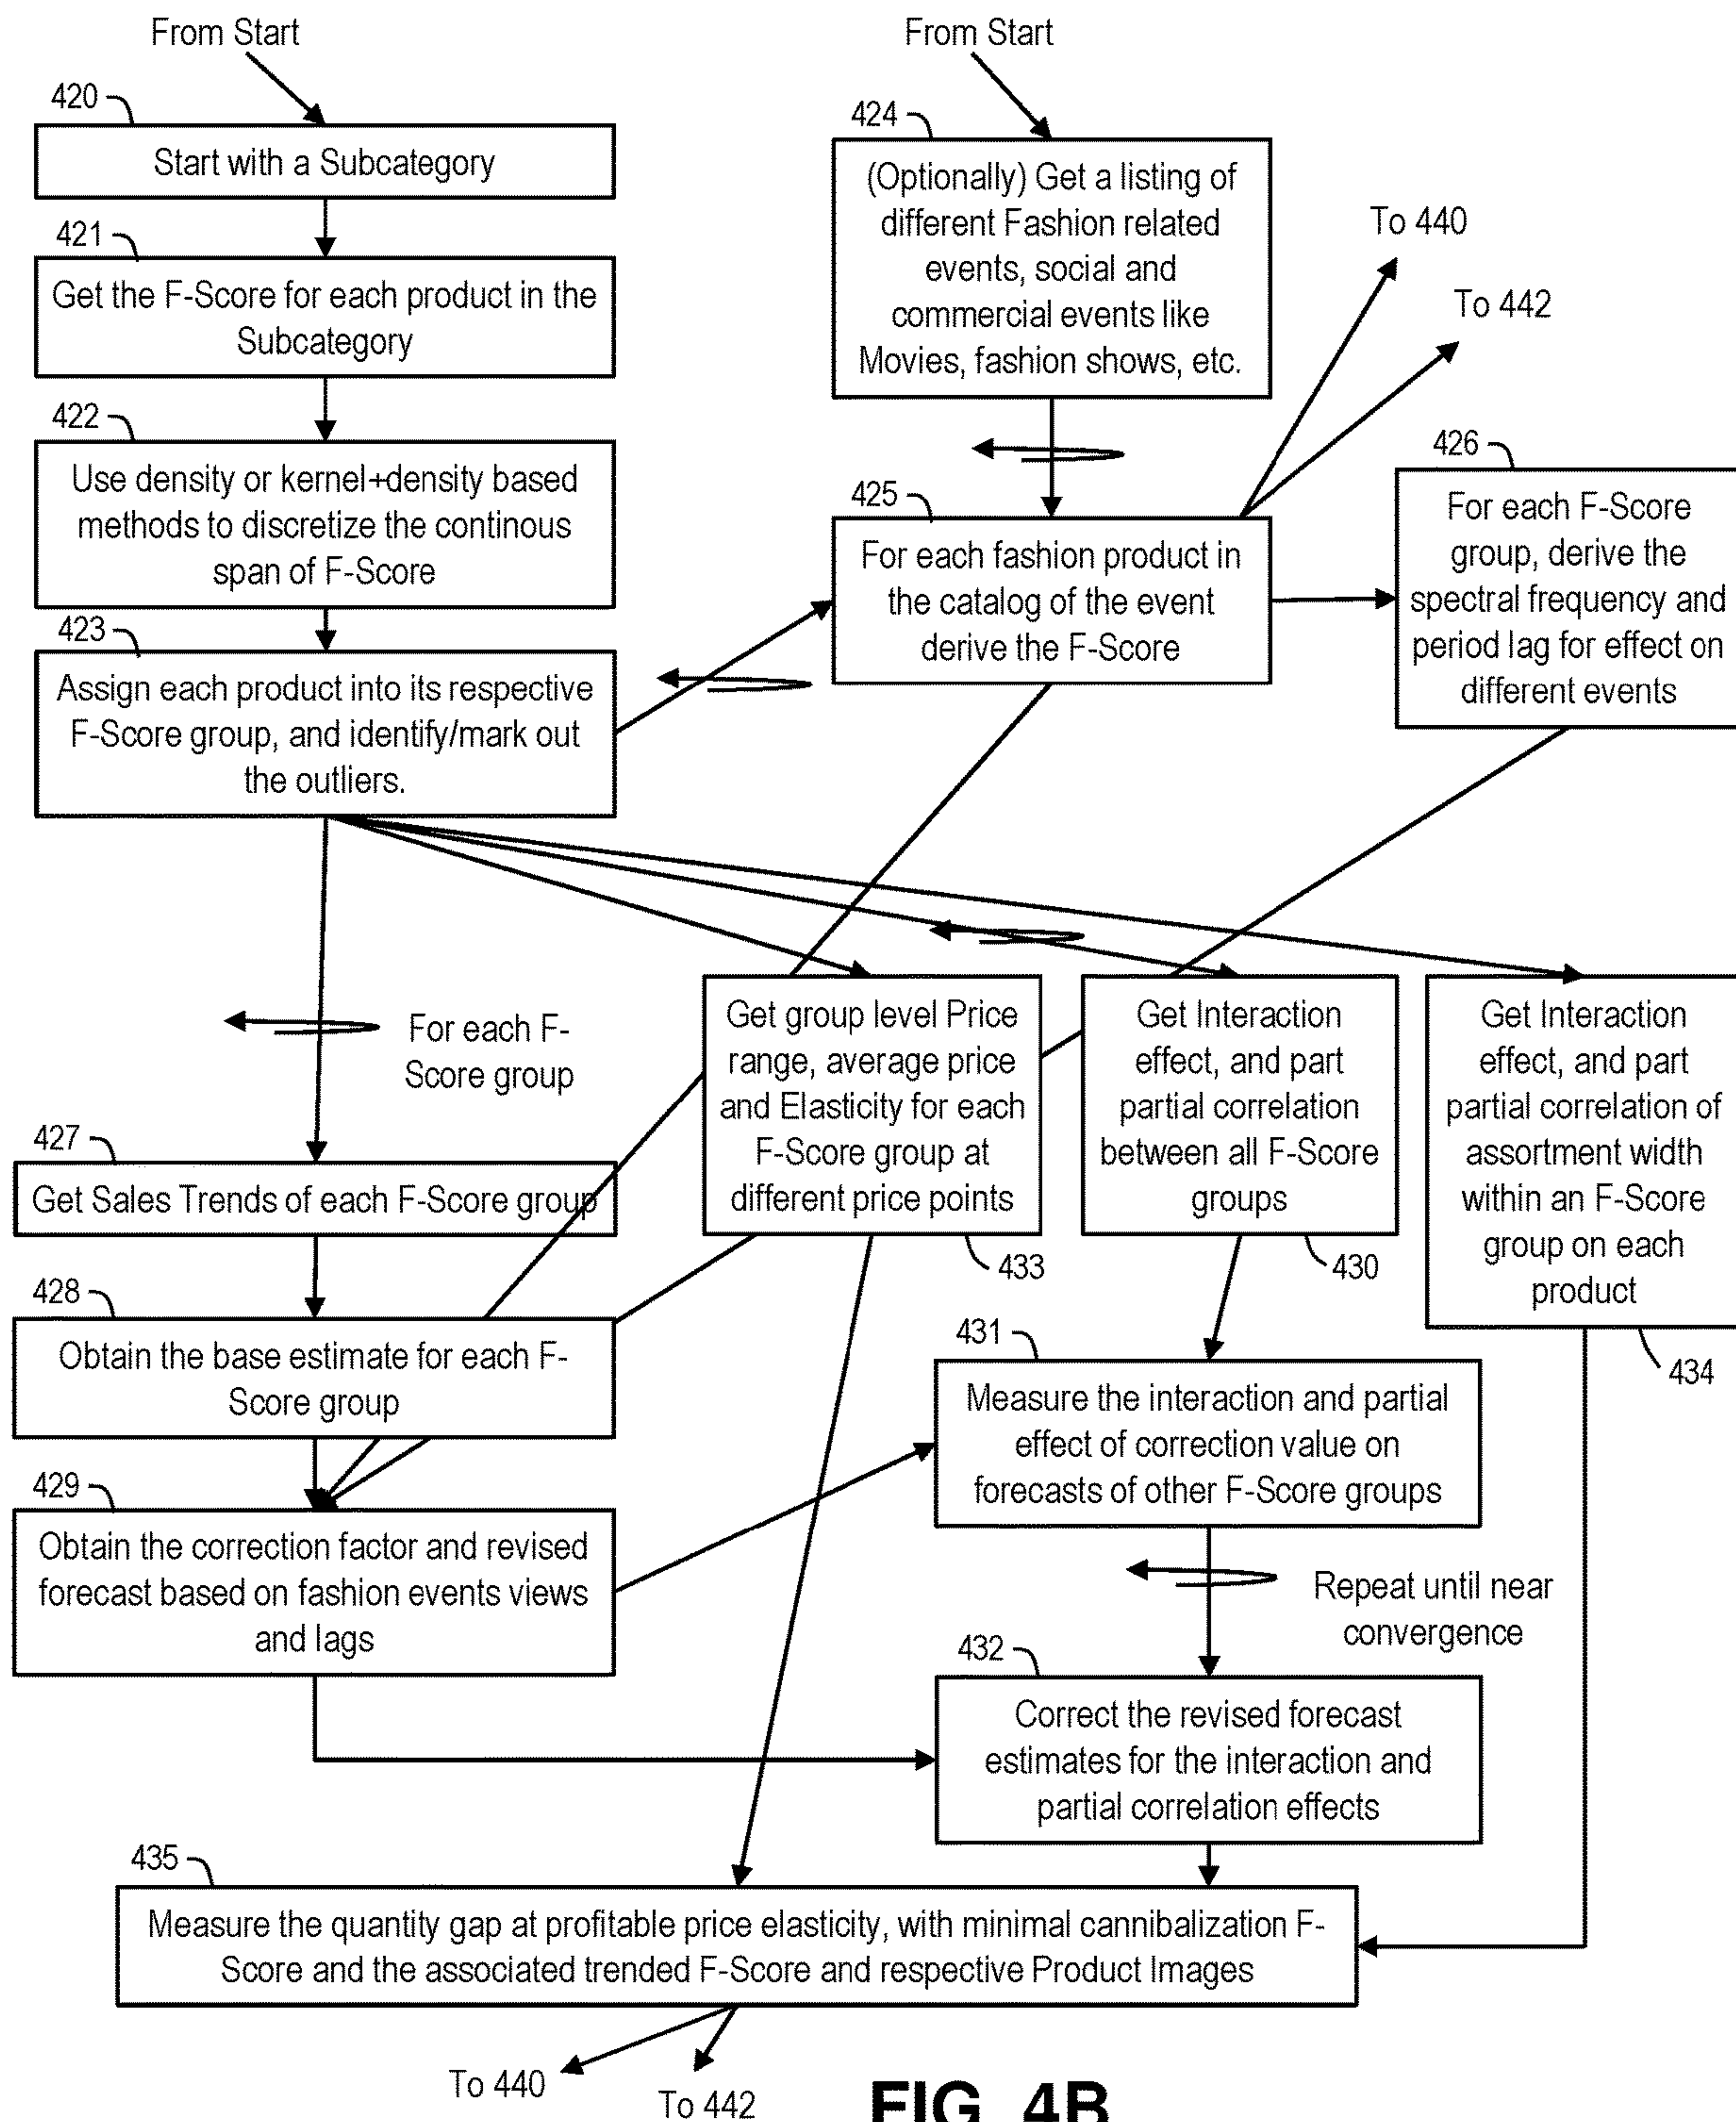 From Start
420
Start with a Subcategory
421
Get the F-Score for each product in the
Subcategory
422
Use density or kernel+density based
methods to discretize the continous
span of F-Score
423
Assign each product into its respective
F-Score group, and identify/mark out
the outliers.
From Start
424
(Optionally) Get a listing of
different Fashion related
events, social and
commercial events like
Movies, fashion shows, etc.
To 440
To 442
425
For each fashion product in
the catalog of the event
derive the F-Score
426
For each F-Score
group, derive the
spectral frequency and
period lag for effect on
different events
For each F-
Score group
427
Get Sales Trends of each F-Score group
428
Obtain the base estimate for each F-
Score group
429
Obtain the correction factor and revised
forecast based on fashion events views
and lags
Get group level Price
range, average price
and Elasticity for each
F-Score group at
different price points
433
Get Interaction
effect, and part
partial correlation
between all F-Score
groups
430
Get Interaction
effect, and part
partial correlation of
assortment width
within an F-Score
group on each
product
434
431
Measure the interaction and partial
effect of correction value on
forecasts of other F-Score groups
Repeat until near
convergence
432
Correct the revised forecast
estimates for the interaction and
partial correlation effects
435
Measure the quantity gap at profitable price elasticity, with minimal cannibalization F-
Score and the associated trended F-Score and respective Product Images
To 440
To 442
FIG. 4B